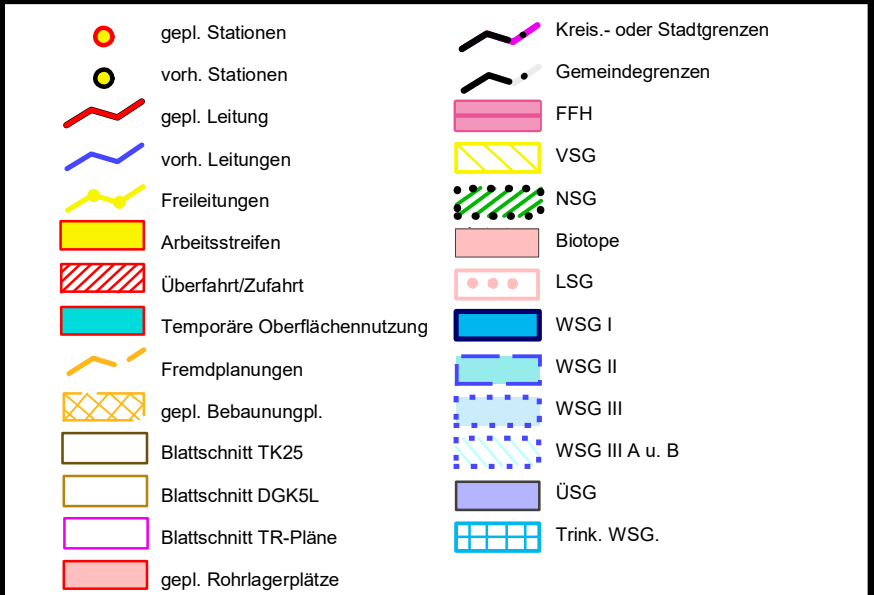 gepl. Stationen
vorh. Stationen
gepl. Leitung
vorh. Leitungen
Freileitungen
Arbeitsstreifen
Überfahrt/Zufahrt
Temporäre Oberflächennutzung
Fremdplanungen
gepl. Bebaunungpl.
Blattschnitt TK25
Blattschnitt DGK5L
Blattschnitt TR-Pläne
gepl. Rohrlagerplätze
Kreis.- oder Stadtgrenzen
Gemeindegrenzen
FFH
VSG
NSG
Biotope
LSG
WSG I
WSG II
WSG III
WSG III A u. B
ÜSG
Trink. WSG.